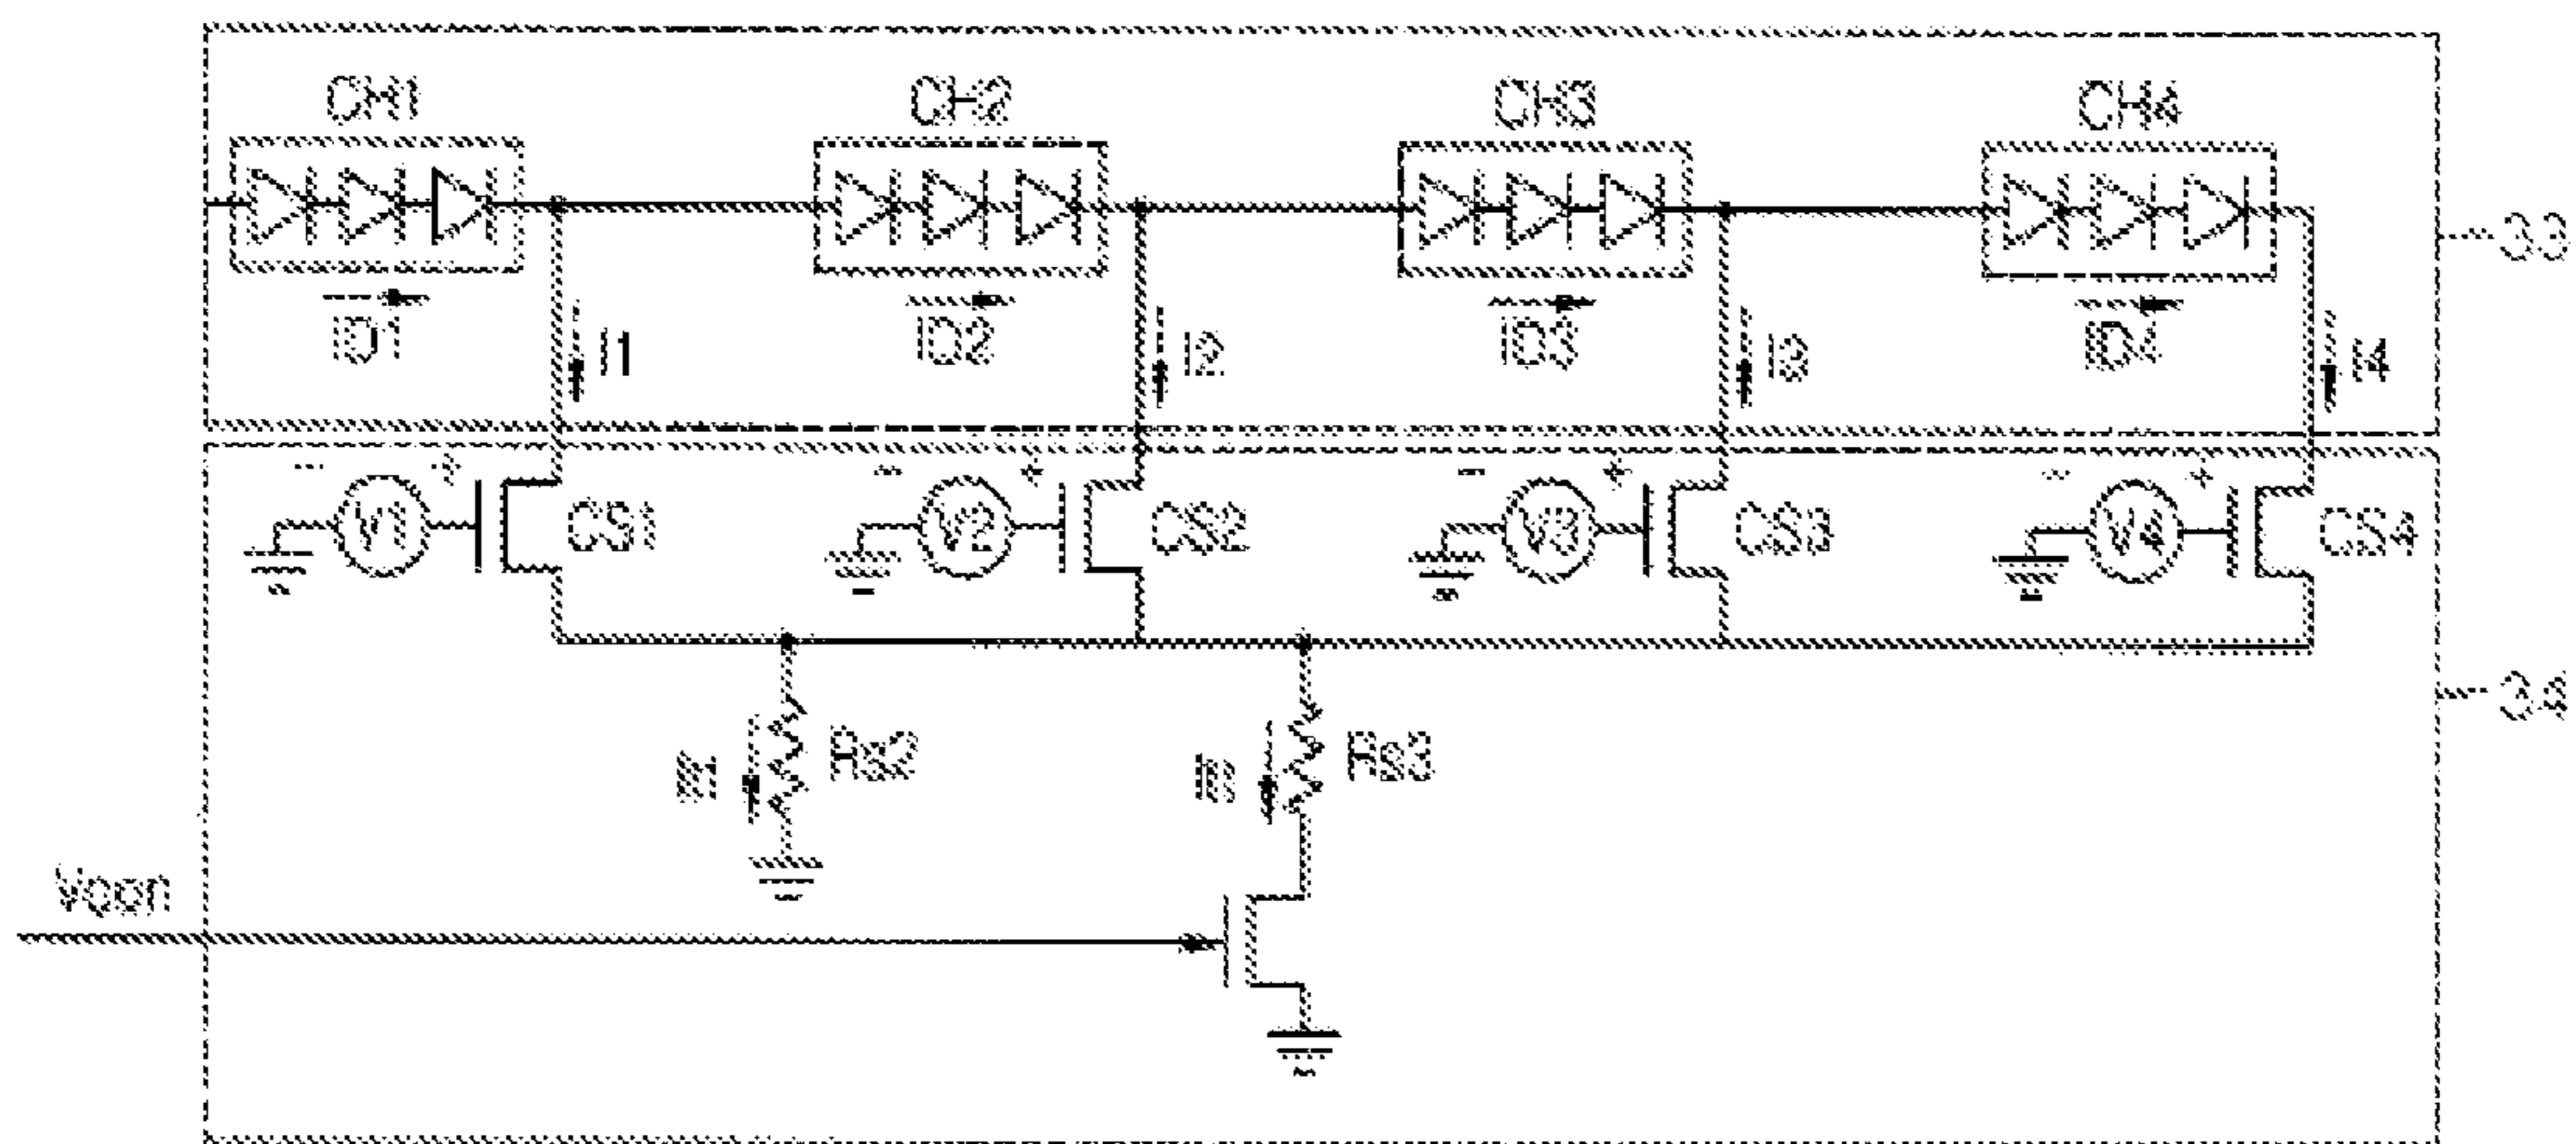 CH1 CH2 CH3 CH4
33
ID1 ID2 ID3 ID4
I1 I2 I3 I4
- + - + - + - +
V1 CS1 V2 CS2 V3 CS3 V4 CS4
34
Rs2 Rs3
Vcon